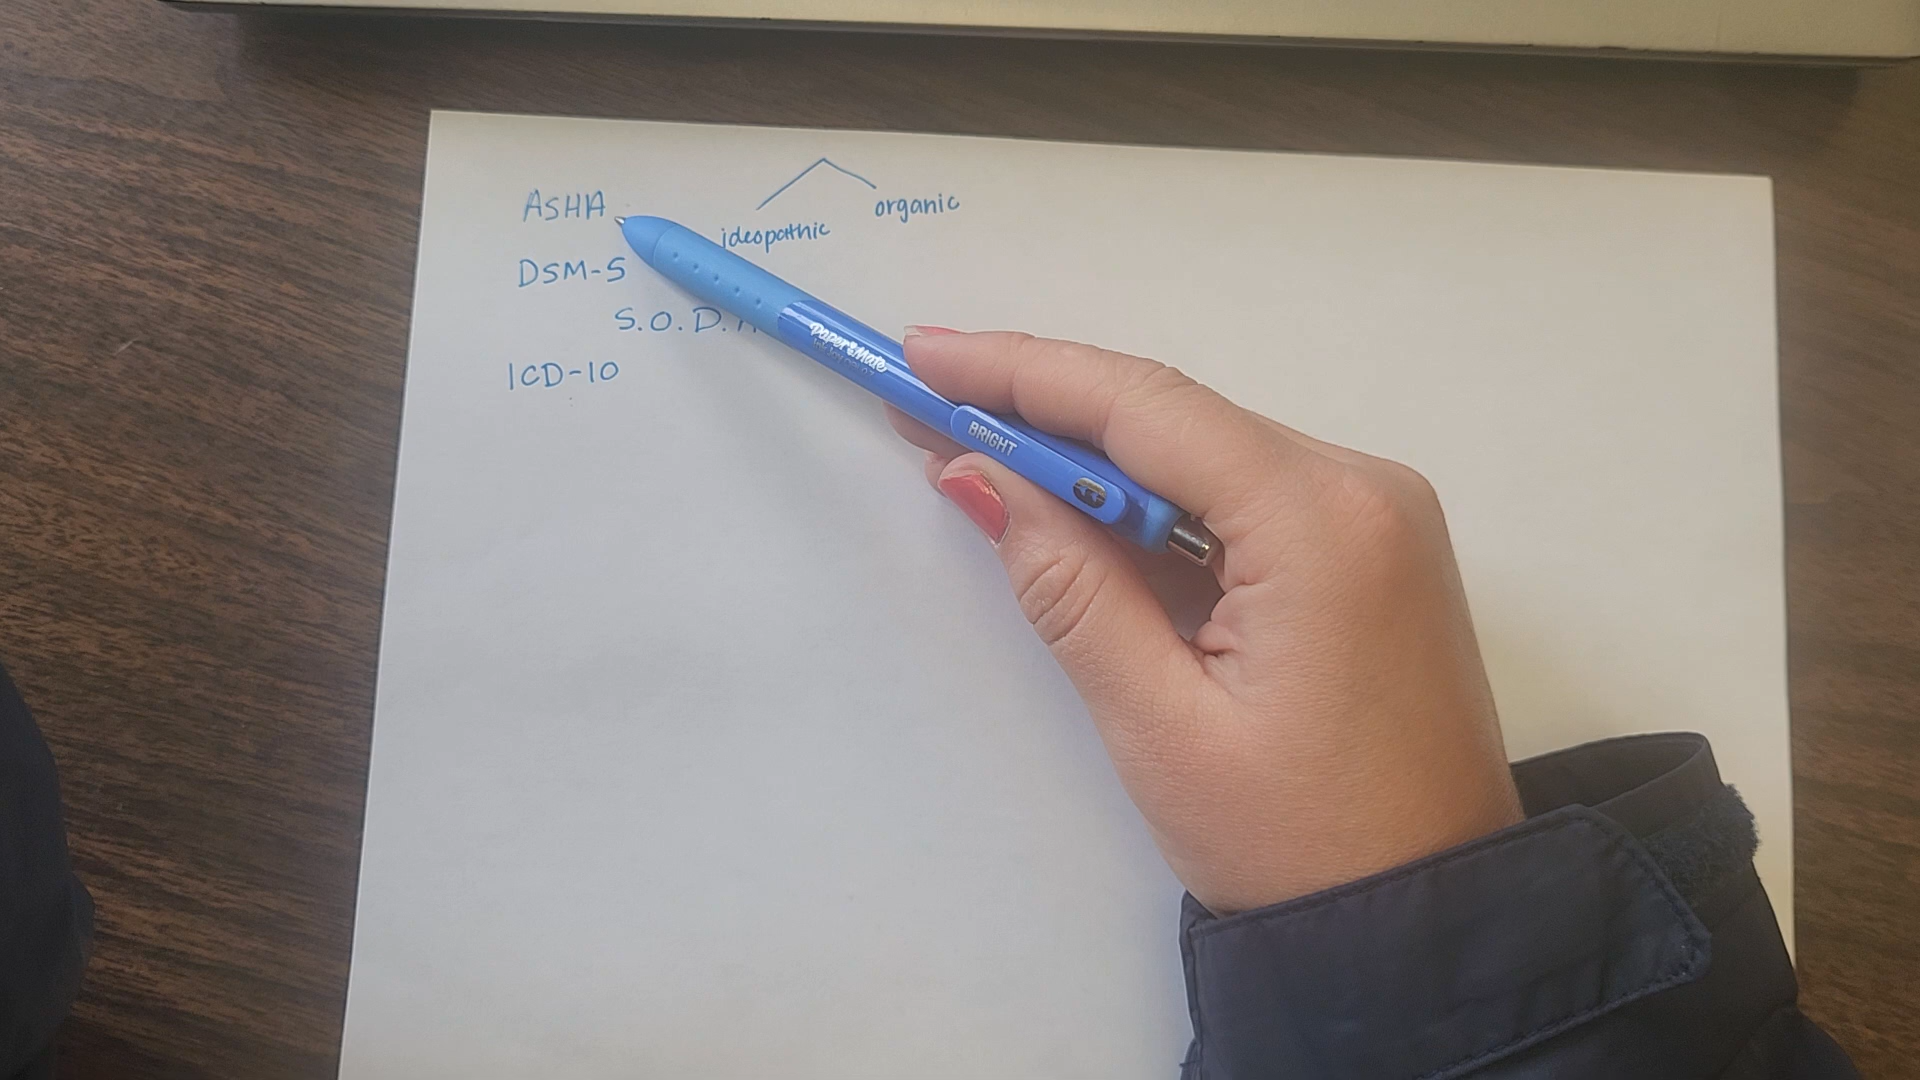 ASHA
ideopathic organic
DSM-5
S.O.D.
ICD-10
Paper Mate
BRIGHT